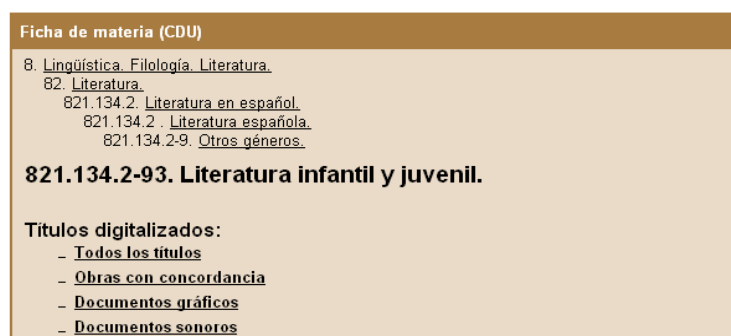 Ficha de materia (CDU)
8. Lingüística. Filología. Literatura.
82. Literatura.
821.134.2. Literatura en español.
821.134.2 . Literatura española.
821.134.2-9. Otros géneros.
821.134.2-93. Literatura infantil y juvenil.
Títulos digitalizados:
– Todos los títulos
– Obras con concordancia
– Documentos gráficos
– Documentos sonoros